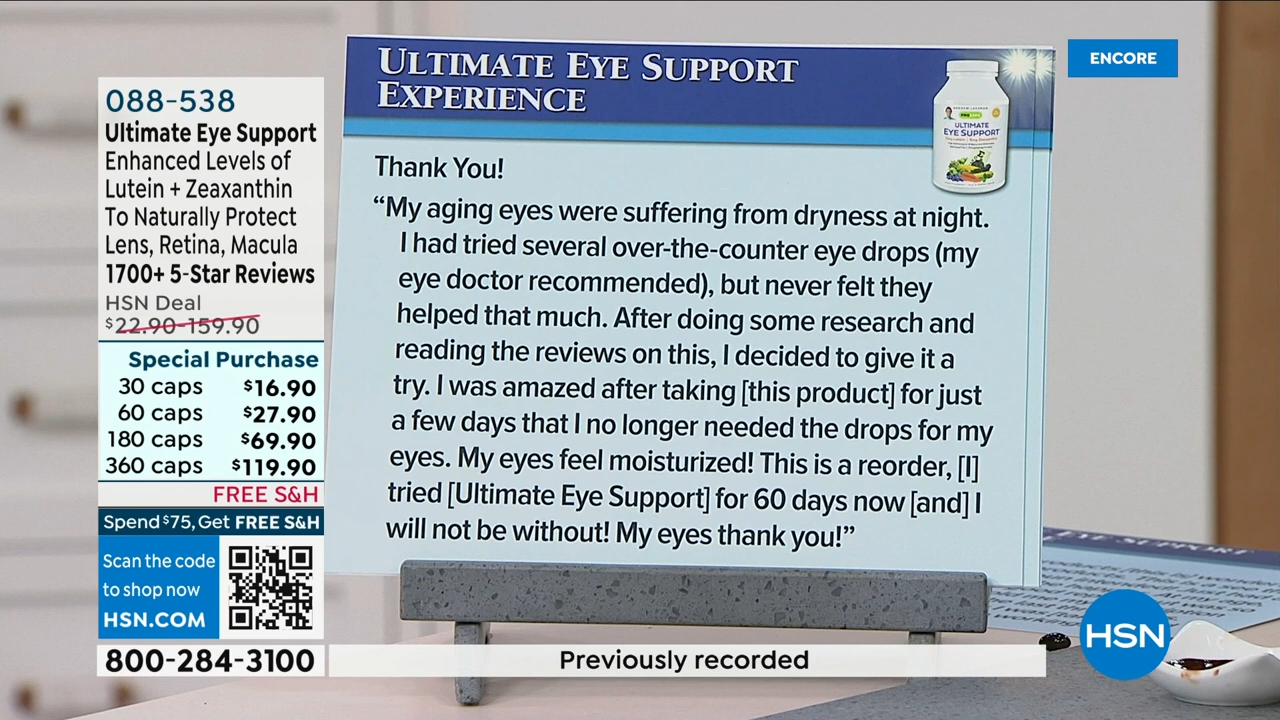 ENCORE
088-538
Ultimate Eye Support
Enhanced Levels of
Lutein + Zeaxanthin
To Naturally Protect
Lens, Retina, Macula
1700+ 5-Star Reviews
HSN Deal
$22.90-159.90
Special Purchase
30 caps $16.90
60 caps $27.90
180 caps $69.90
360 caps $119.90
FREE S&H
Spend $75, Get FREE S&H
Scan the code
to shop now
HSN.COM
800-284-3100
ULTIMATE EYE SUPPORT
EXPERIENCE
ULTIMATE
EYE SUPPORT
Thank You!
“My aging eyes were suffering from dryness at night.
I had tried several over-the-counter eye drops (my
eye doctor recommended), but never felt they
helped that much. After doing some research and
reading the reviews on this, I decided to give it a
try. I was amazed after taking [this product] for just
a few days that I no longer needed the drops for my
eyes. My eyes feel moisturized! This is a reorder, [I]
tried [Ultimate Eye Support] for 60 days now [and] I
will not be without! My eyes thank you!”
EYE SUPPORT
HSN
Previously recorded